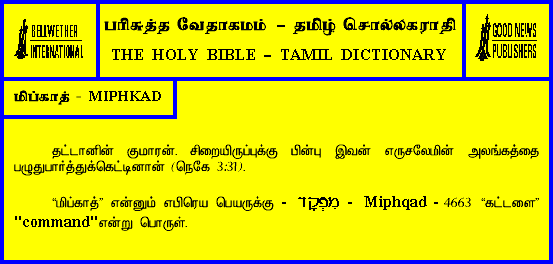 BELLWETHER
INTERNATIONAL
பரிசுத்த வேதாகமம் – தமிழ் சொல்லகராதி
THE HOLY BIBLE – TAMIL DICTIONARY
GOOD NEWS
PUBLISHERS
மிப்காத் - MIPHKAD
தட்டானின் குமாரன். சிறையிருப்புக்கு பின்பு இவன் எருசலேமின் அலங்கத்தை
பழுதுபார்த்துக்கெட்டினான் (நெகே 3:31).
“மிப்காத்” என்னும் எபிரெய பெயருக்கு - מִפְקָד - Miphqad - 4663 “கட்டளை”
"command"என்று பொருள்.